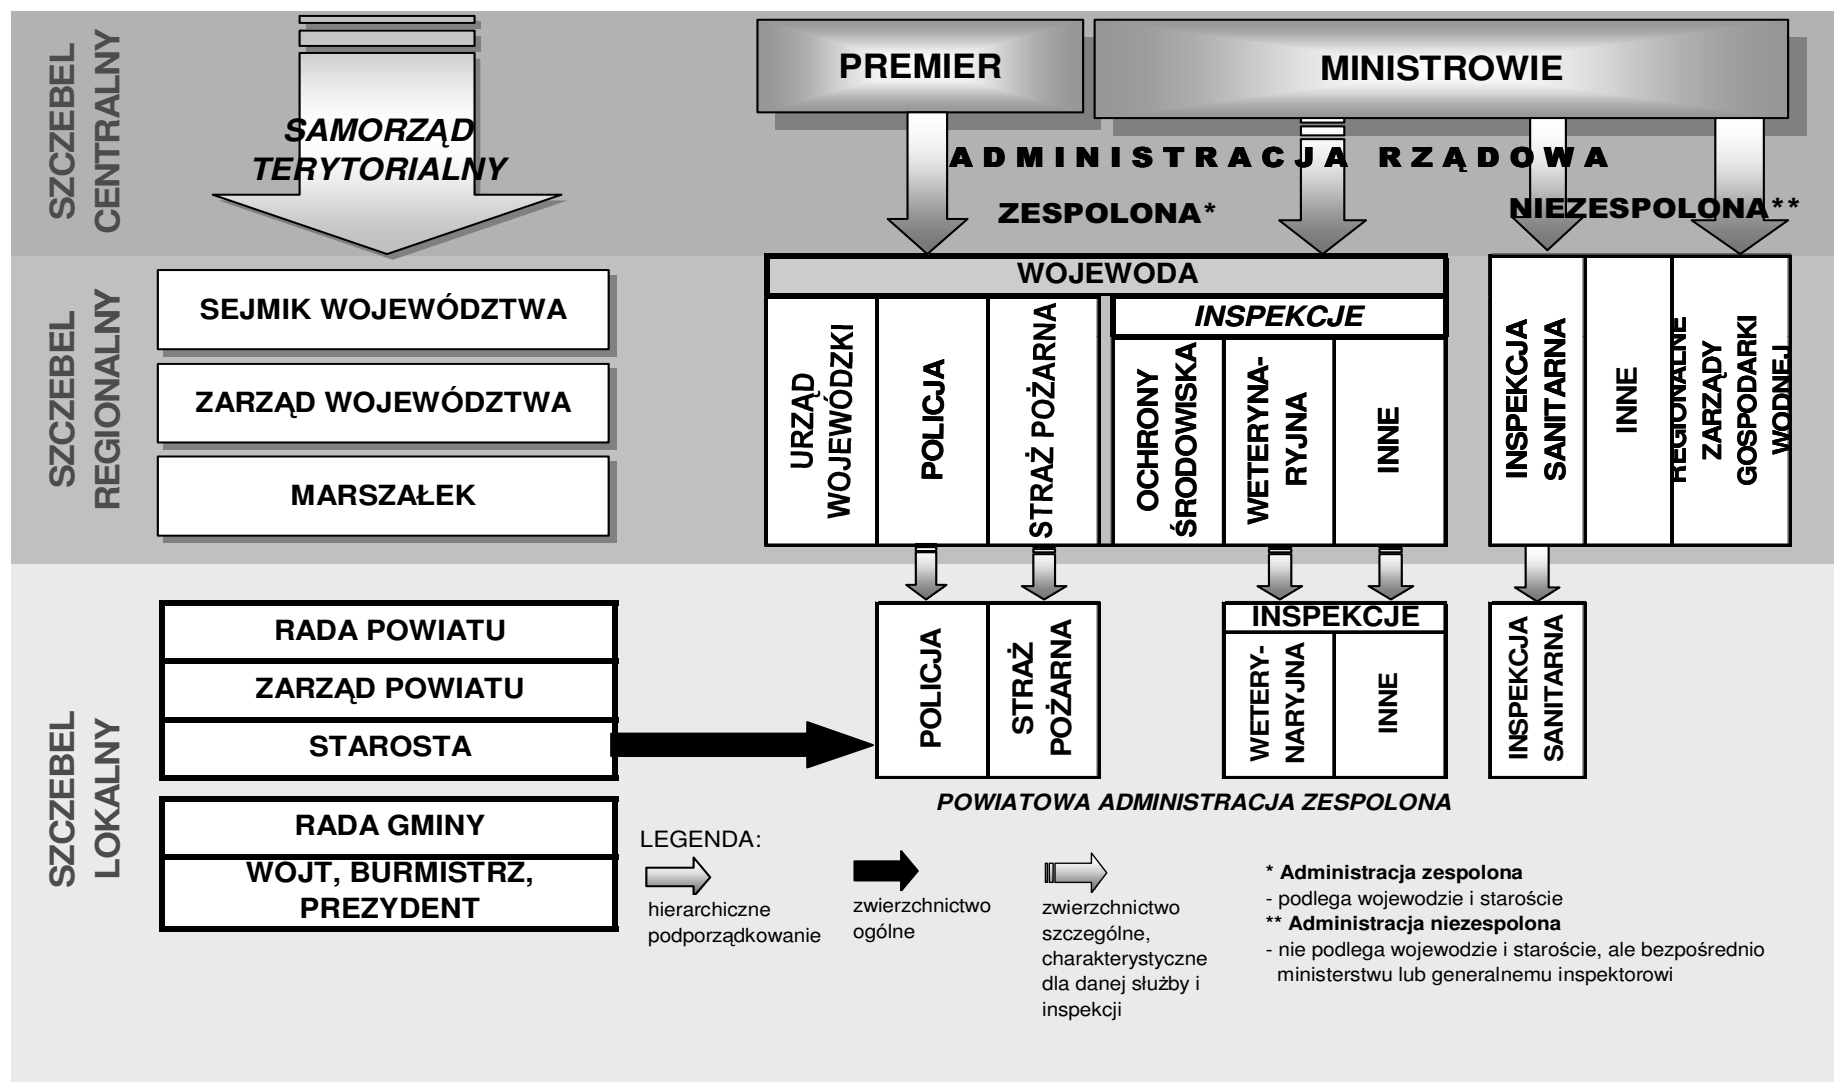 SZCZEBEL
CENTRALNY
SAMORZĄD
TERYTORIALNY
PREMIER
MINISTROWIE
ADMINISTRACJA RZĄDOWA
ZESPOLONA*
NIEZESPOLONA**
SZCZEBEL
REGIONALNY
SEJMIK WOJEWÓDZTWA
ZARZĄD WOJEWÓDZTWA
MARSZAŁEK
WOJEWODA
URZĄD
WOJEWÓDZKI
POLICJA
STRAŻ POŻARNA
INSPEKCJE
OCHRONY
ŚRODOWISKA
WETERYNA-
RYJNA
INNE
INSPEKCJA
SANITARNA
INNE
REGIONALNE
ZARZĄDY
GOSPODARKI
WODNEJ
SZCZEBEL
LOKALNY
RADA POWIATU
ZARZĄD POWIATU
STAROSTA
RADA GMINY
WOJT, BURMISTRZ,
PREZYDENT
POLICJA
STRAŻ
POŻARNA
INSPEKCJE
WETERY-
NARYJNA
INNE
INSPEKCJA
SANITARNA
POWIATOWA ADMINISTRACJA ZESPOLONA
LEGENDA:
hierarchiczne
podporządkowanie
zwierzchnictwo
ogólne
zwierzchnictwo
szczególne,
charakterystyczne
dla danej służby i
inspekcji
* Administracja zespolona
- podlega wojewodzie i staroście
** Administracja niezespolona
- nie podlega wojewodzie i staroście, ale bezpośrednio
ministerstwu lub generalnemu inspektorowi